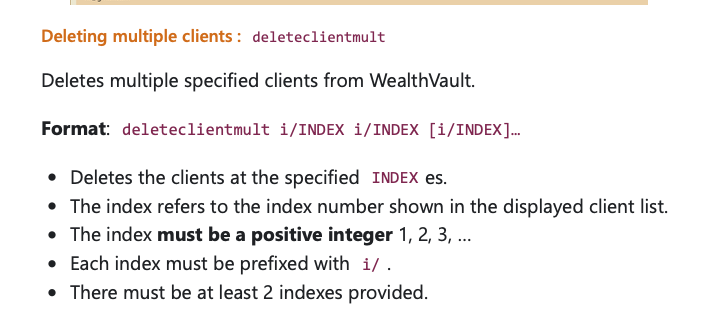 Deleting multiple clients : deleteclientmult
Deletes multiple specified clients from WealthVault.
Format: deleteclientmult i/INDEX i/INDEX [i/INDEX]…
• Deletes the clients at the specified INDEX es.
• The index refers to the index number shown in the displayed client list.
• The index must be a positive integer 1, 2, 3, …
• Each index must be prefixed with i/ .
• There must be at least 2 indexes provided.